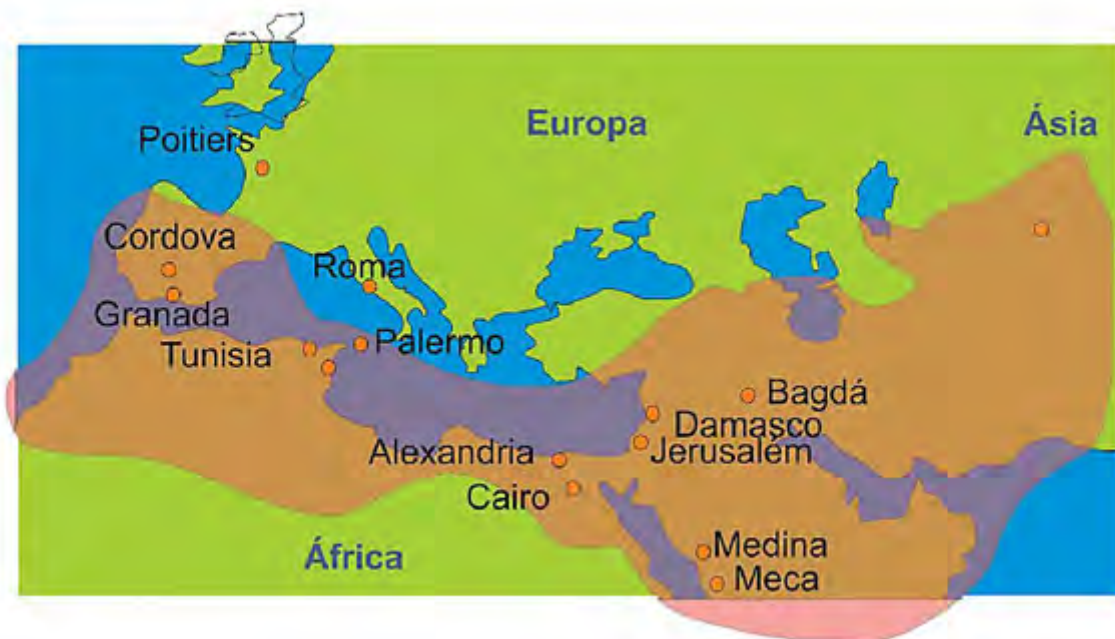 Europa
Ásia
Poitiers
Cordova
Roma
Granada
Tunisia
Palermo
Bagdá
Damasco
Alexandria
Jerusalém
Cairo
Medina
África
Meca